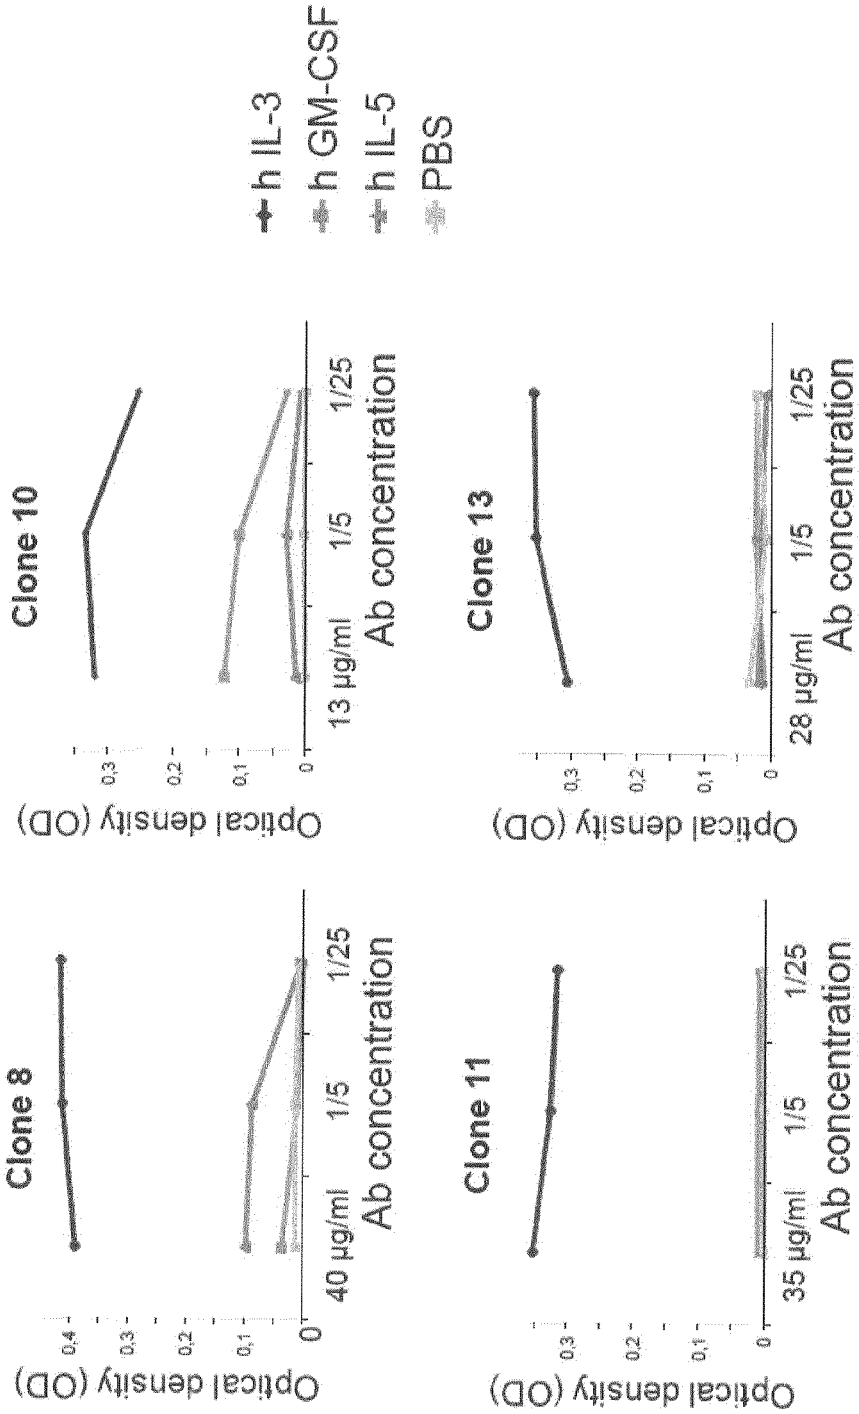 Clone 8
Optical density (OD)
0,4
0,3
0,2
0,1
0
40 µg/ml 1/5 1/25
Ab concentration
Clone 10
Optical density (OD)
0,3
0,2
0,1
0
13 µg/ml 1/5 1/25
Ab concentration
h IL-3
h GM-CSF
h IL-5
PBS
Clone 11
Optical density (OD)
0,3
0,2
0,1
0
35 µg/ml 1/5 1/25
Ab concentration
Clone 13
Optical density (OD)
0,3
0,2
0,1
0
28 µg/ml 1/5 1/25
Ab concentration